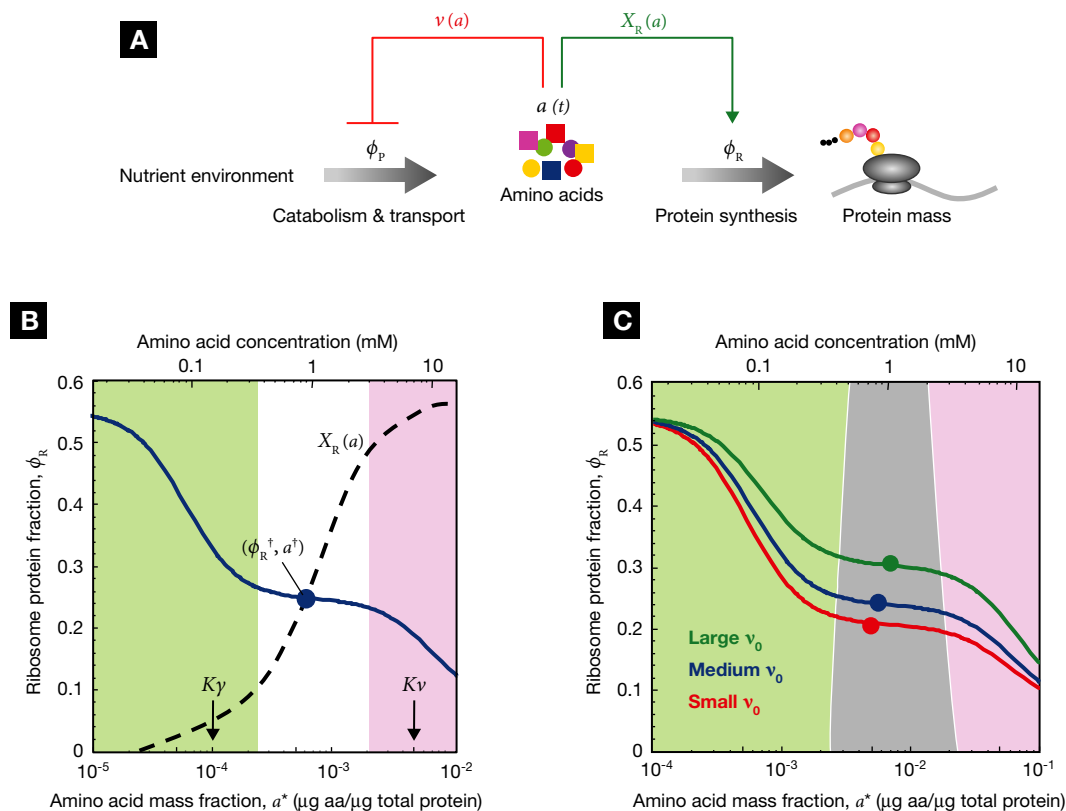 A
ν(a)
X_R(a)
a (t)
ϕ_P
ϕ_R
Nutrient environment
Amino acids
Catabolism & transport
Protein synthesis
Protein mass
B
Amino acid concentration (mM)
0.1 1 10
0.6
0.5
0.4
0.3
0.2
0.1
0
Ribosome protein fraction, ϕ_R
X_R(a)
(ϕ_R^†, a^†)
Kγ
Kν
10^-5 10^-4 10^-3 10^-2
Amino acid mass fraction, a* (µg aa/µg total protein)
C
Amino acid concentration (mM)
0.1 1 10
0.6
0.5
0.4
0.3
0.2
0.1
0
Ribosome protein fraction, ϕ_R
Large ν_0
Medium ν_0
Small ν_0
10^-4 10^-3 10^-2 10^-1
Amino acid mass fraction, a* (µg aa/µg total protein)